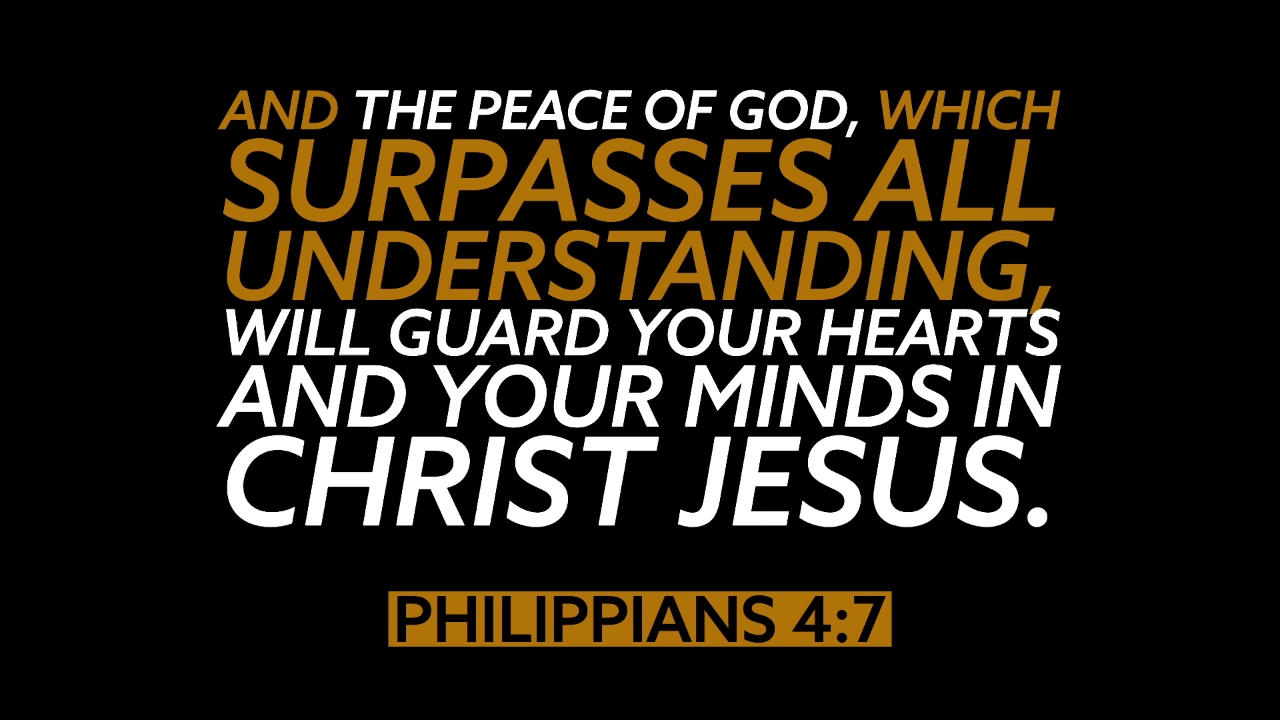 AND THE PEACE OF GOD, WHICH
SURPASSES ALL
UNDERSTANDING,
WILL GUARD YOUR HEARTS
AND YOUR MINDS IN
CHRIST JESUS.
PHILIPPIANS 4:7